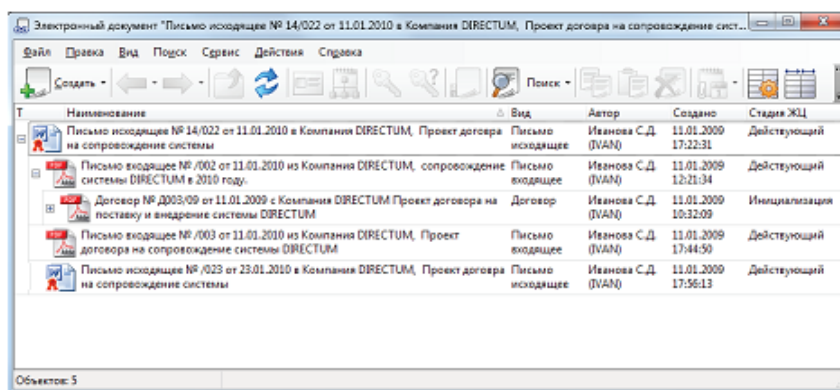 Электронный документ "Письмо исходящее № 14/022 от 11.01.2010 в Компания DIRECTUM, Проект договра на сопровождение сист...
Файл Правка Вид Поиск Сервис Действия Справка
Создать Поиск
Т Наименование Вид Автор Создано Стадия ЖЦ
Письмо исходящее № 14/022 от 11.01.2010 в Компания DIRECTUM, Проект договра Письмо Иванова С.Д. 11.01.2009 Действующий
на сопровождение системы исходящее (IVAN) 17:22:31
Письмо входящее № /002 от 11.01.2010 из Компания DIRECTUM, сопровождение Письмо Иванова С.Д. 11.01.2009 Действующий
системы DIRECTUM в 2010 году. входящее (IVAN) 12:21:34
Договор № Д003/09 от 11.01.2009 с Компания DIRECTUM Проект договора на Договор Иванова С.Д. 11.01.2009 Инициализация
поставку и внедрение системы DIRECTUM (IVAN) 10:32:09
Письмо входящее № /003 от 11.01.2010 из Компания DIRECTUM, Проект Письмо Иванова С.Д. 11.01.2009 Действующий
договора на сопровождение системы DIRECTUM входящее (IVAN) 17:44:50
Письмо исходящее № /023 от 23.01.2010 в Компания DIRECTUM, Проект договра Письмо Иванова С.Д. 11.01.2009 Действующий
на сопровождение системы исходящее (IVAN) 17:56:13
Объектов: 5